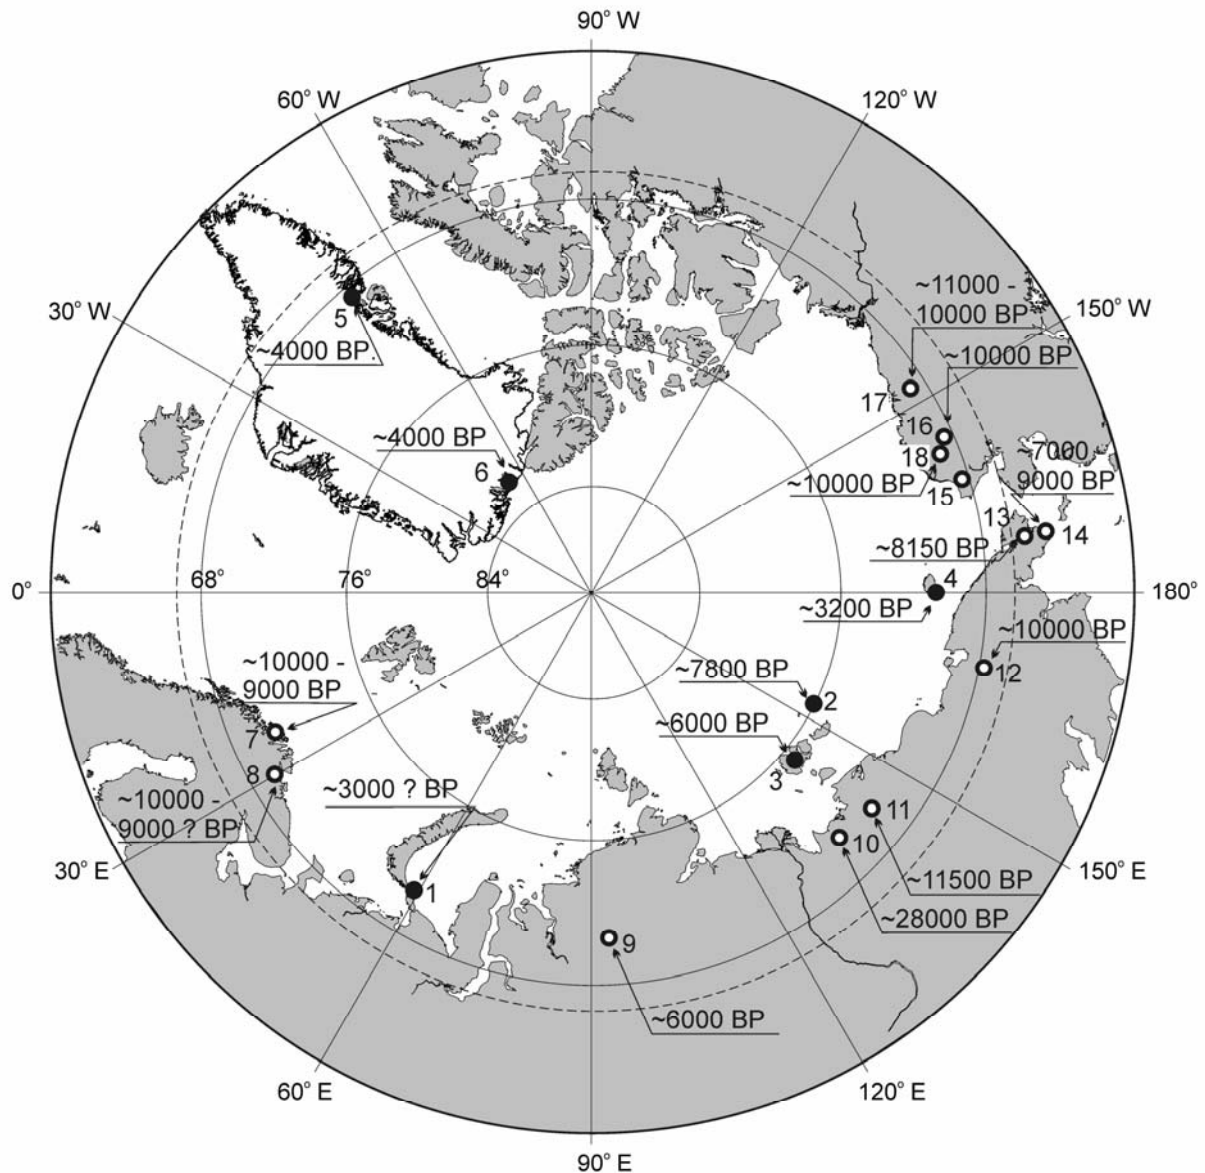 90° W
60° W
120° W
30° W
150° W
~11000 -
10000 BP
~10000 BP
5
~4000 BP
17
16
~4000 BP
18
~7000 -
9000 BP
6
~10000 BP
15
13
14
~8150 BP
4
0°
68°
76°
84°
180°
~3200 BP
~10000 BP
12
~10000 -
9000 BP
~7800 BP
2
~6000 BP
7
3
8
~3000 ? BP
~10000 -
9000 ? BP
11
10
30° E
150° E
1
~11500 BP
~28000 BP
9
~6000 BP
60° E
120° E
90° E